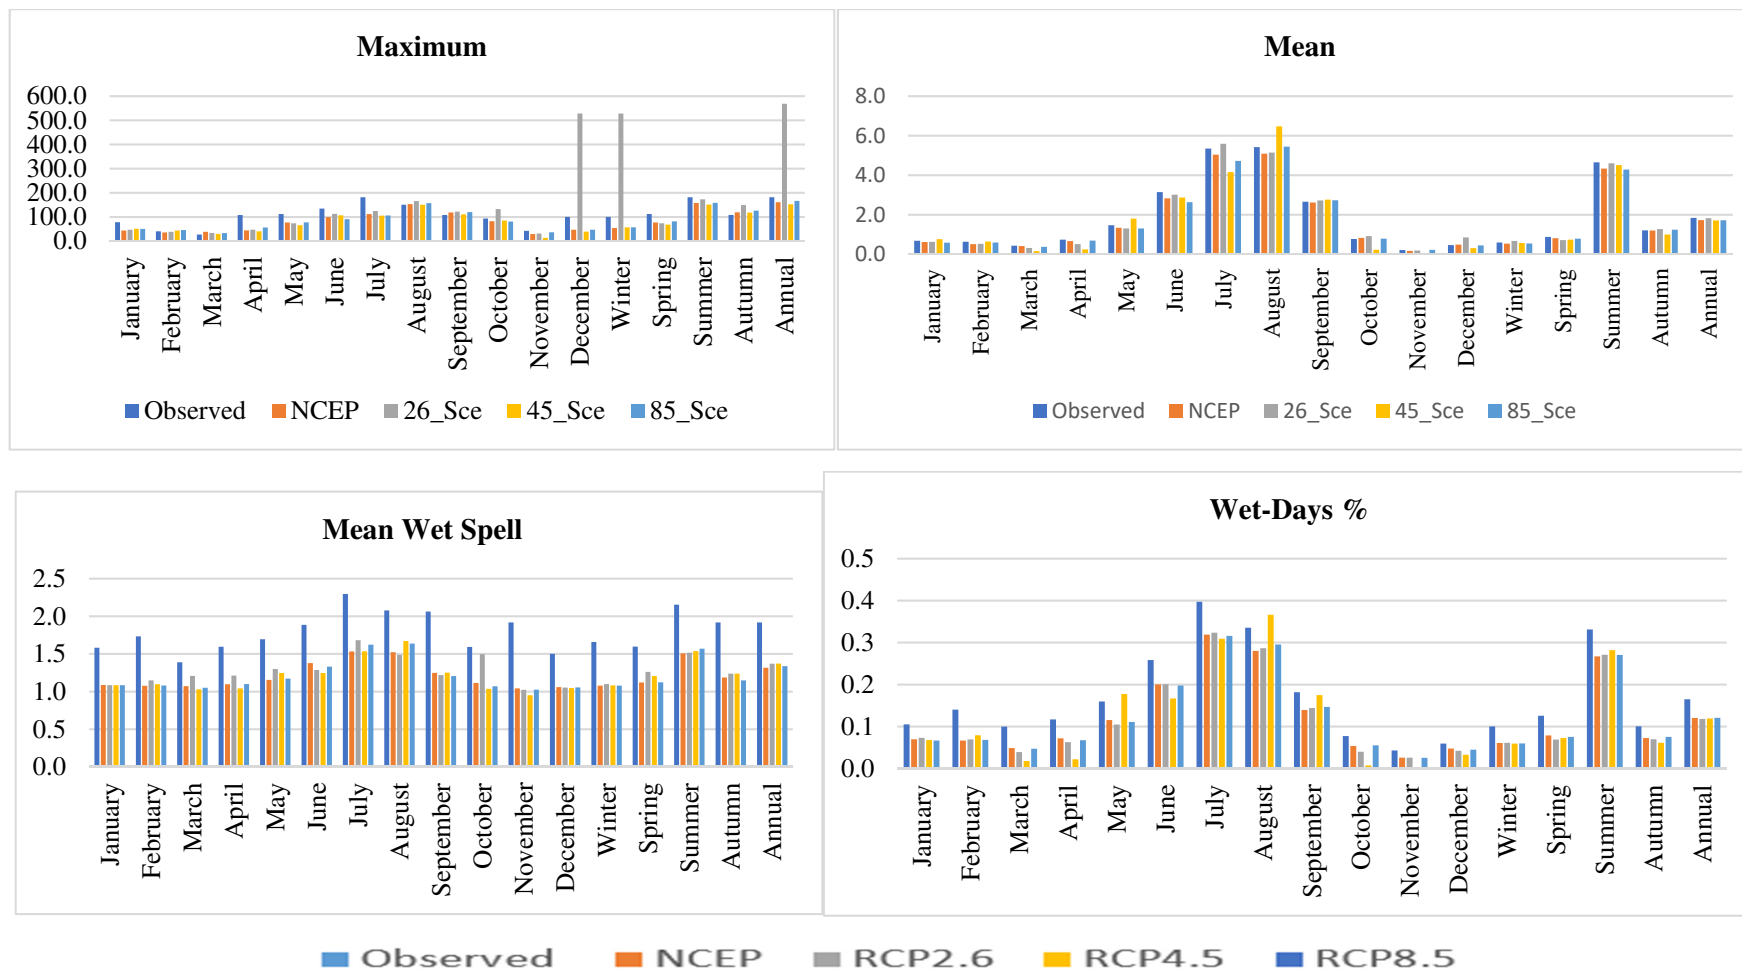 Maximum
600.0
500.0
400.0
300.0
200.0
100.0
0.0
January
February
March
April
May
June
July
August
September
October
November
December
Winter
Spring
Summer
Autumn
Annual
Observed NCEP 26_Sce 45_Sce 85_Sce
Mean
8.0
6.0
4.0
2.0
0.0
January
February
March
April
May
June
July
August
September
October
November
December
Winter
Spring
Summer
Autumn
Annual
Observed NCEP 26_Sce 45_Sce 85_Sce
Mean Wet Spell
2.5
2.0
1.5
1.0
0.5
0.0
January
February
March
April
May
June
July
August
September
October
November
December
Winter
Spring
Summer
Autumn
Annual
Wet-Days %
0.5
0.4
0.3
0.2
0.1
0.0
January
February
March
April
May
June
July
August
September
October
November
December
Winter
Spring
Summer
Autumn
Annual
Observed NCEP RCP2.6 RCP4.5 RCP8.5